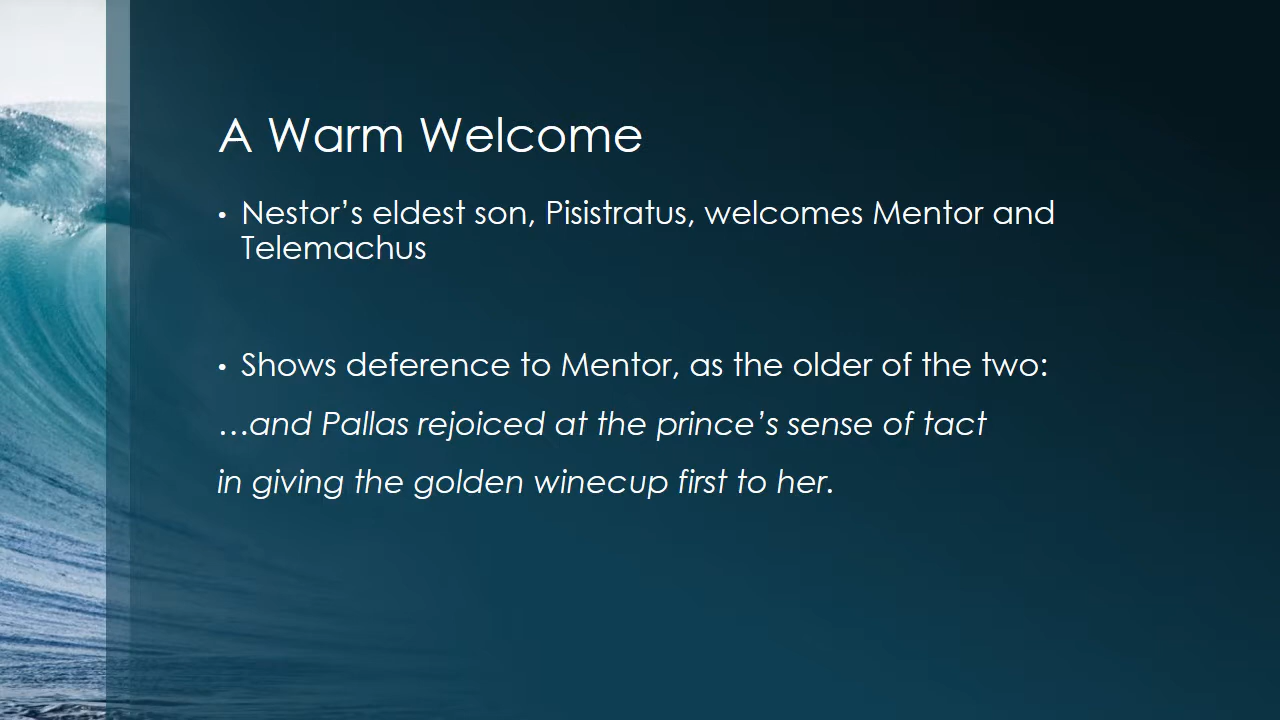 A Warm Welcome
• Nestor’s eldest son, Pisistratus, welcomes Mentor and
Telemachus
• Shows deference to Mentor, as the older of the two:
…and Pallas rejoiced at the prince’s sense of tact
in giving the golden winecup first to her.